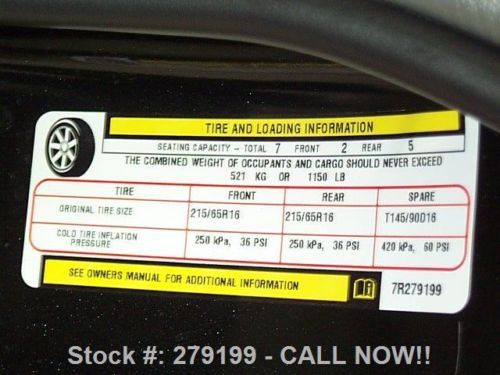 TIRE AND LOADING INFORMATION
SEATING CAPACITY - TOTAL 7 FRONT 2 REAR 5
THE COMBINED WEIGHT OF OCCUPANTS AND CARGO SHOULD NEVER EXCEED
521 KG OR 1150 LB
TIRE FRONT REAR SPARE
ORIGINAL TIRE SIZE 215/65R16 215/65R16 T145/90D16
COLD TIRE INFLATION PRESSURE 250 kPa, 36 PSI 250 kPa, 36 PSI 420 kPa, 60 PSI
SEE OWNERS MANUAL FOR ADDITIONAL INFORMATION
7R279199
Stock #: 279199 - CALL NOW!!